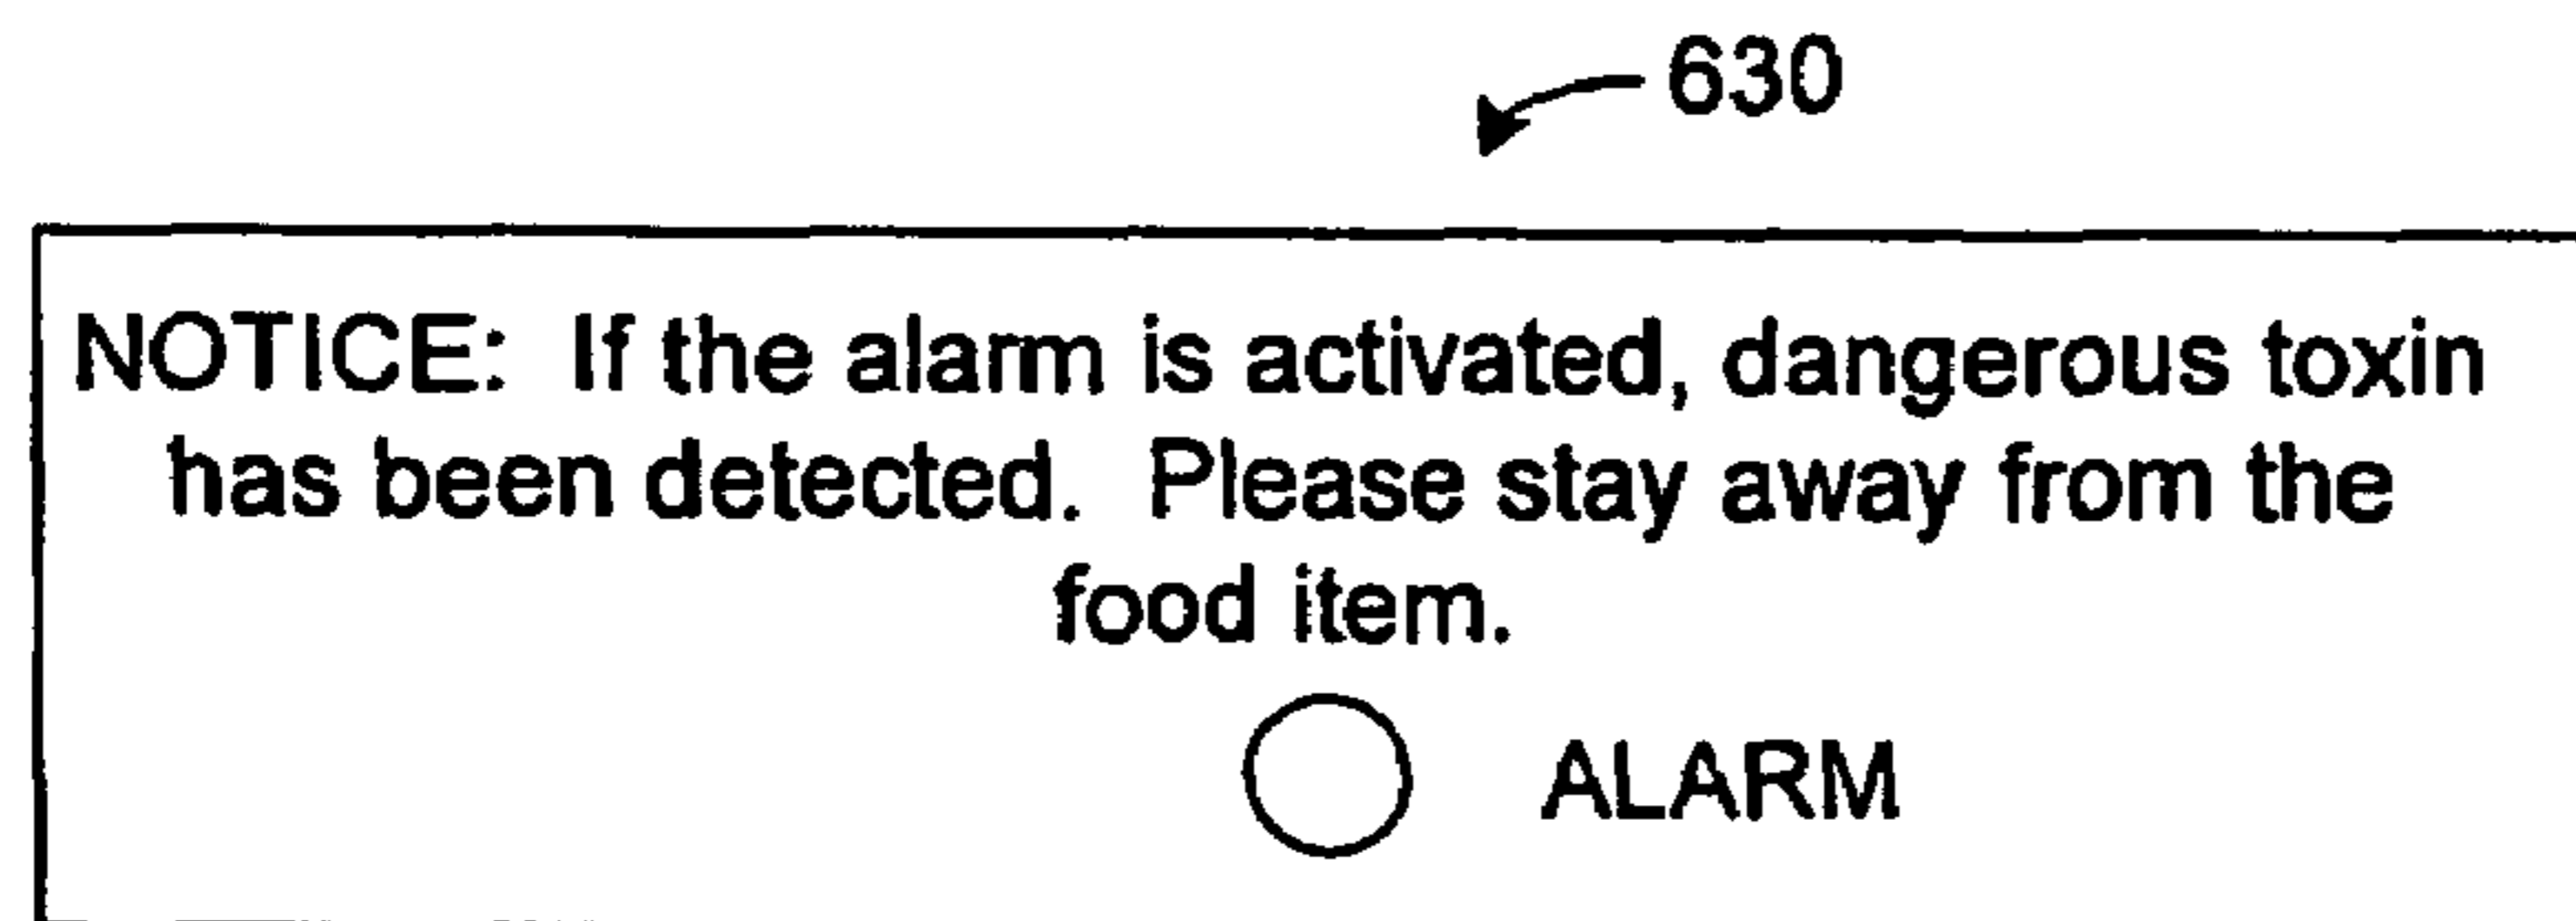 630
NOTICE: If the alarm is activated, dangerous toxin
has been detected. Please stay away from the
food item.
ALARM